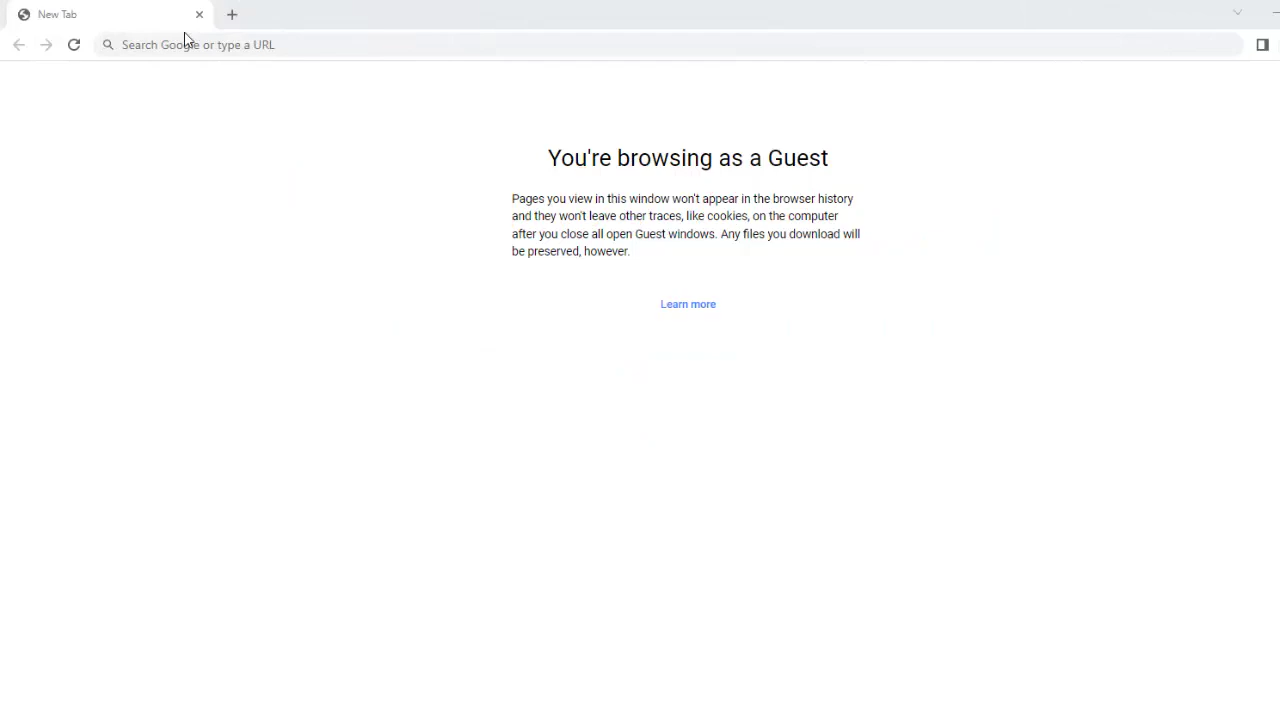 New Tab
Search Google or type a URL
You're browsing as a Guest
Pages you view in this window won't appear in the browser history
and they won't leave other traces, like cookies, on the computer
after you close all open Guest windows. Any files you download will
be preserved, however.
Learn more